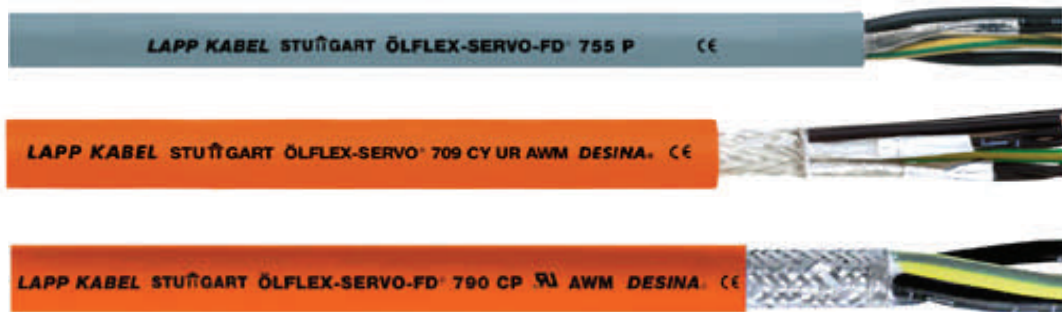 LAPP KABEL STUTTGART ÖLFLEX-SERVO-FD® 755 P CE
LAPP KABEL STUTTGART ÖLFLEX-SERVO® 709 CY UR AWM DESINA® CE
LAPP KABEL STUTTGART ÖLFLEX-SERVO-FD® 790 CP RU AWM DESINA® CE